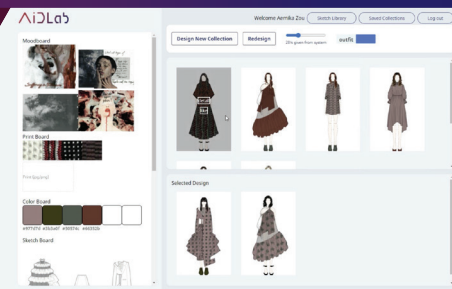 AiDLab
Welcome Armika Zou
Sketch Library
Saved Collections
Log out
Moodboard
Design New Collection
Redesign
outfit
Print Board
Color Board
Selected Design
Sketch Board